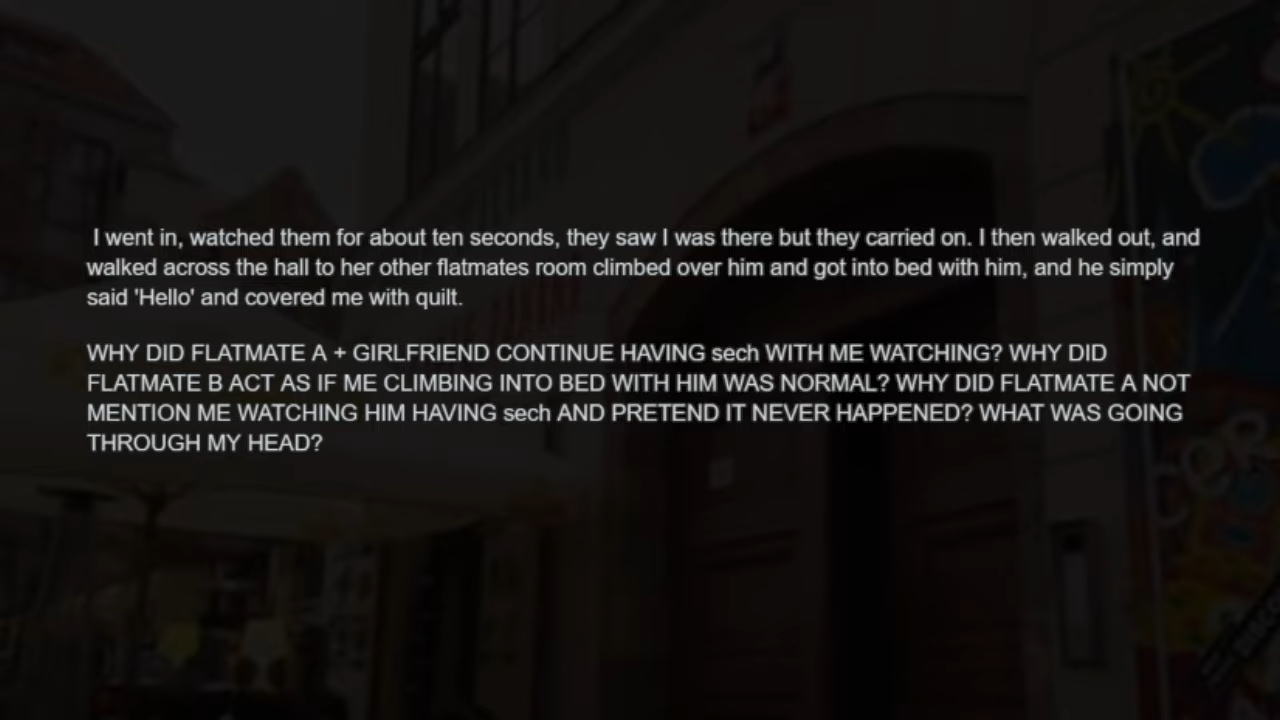 I went in, watched them for about ten seconds, they saw I was there but they carried on. I then walked out, and
walked across the hall to her other flatmates room climbed over him and got into bed with him, and he simply
said 'Hello' and covered me with quilt.
WHY DID FLATMATE A + GIRLFRIEND CONTINUE HAVING sech WITH ME WATCHING? WHY DID
FLATMATE B ACT AS IF ME CLIMBING INTO BED WITH HIM WAS NORMAL? WHY DID FLATMATE A NOT
MENTION ME WATCHING HIM HAVING sech AND PRETEND IT NEVER HAPPENED? WHAT WAS GOING
THROUGH MY HEAD?